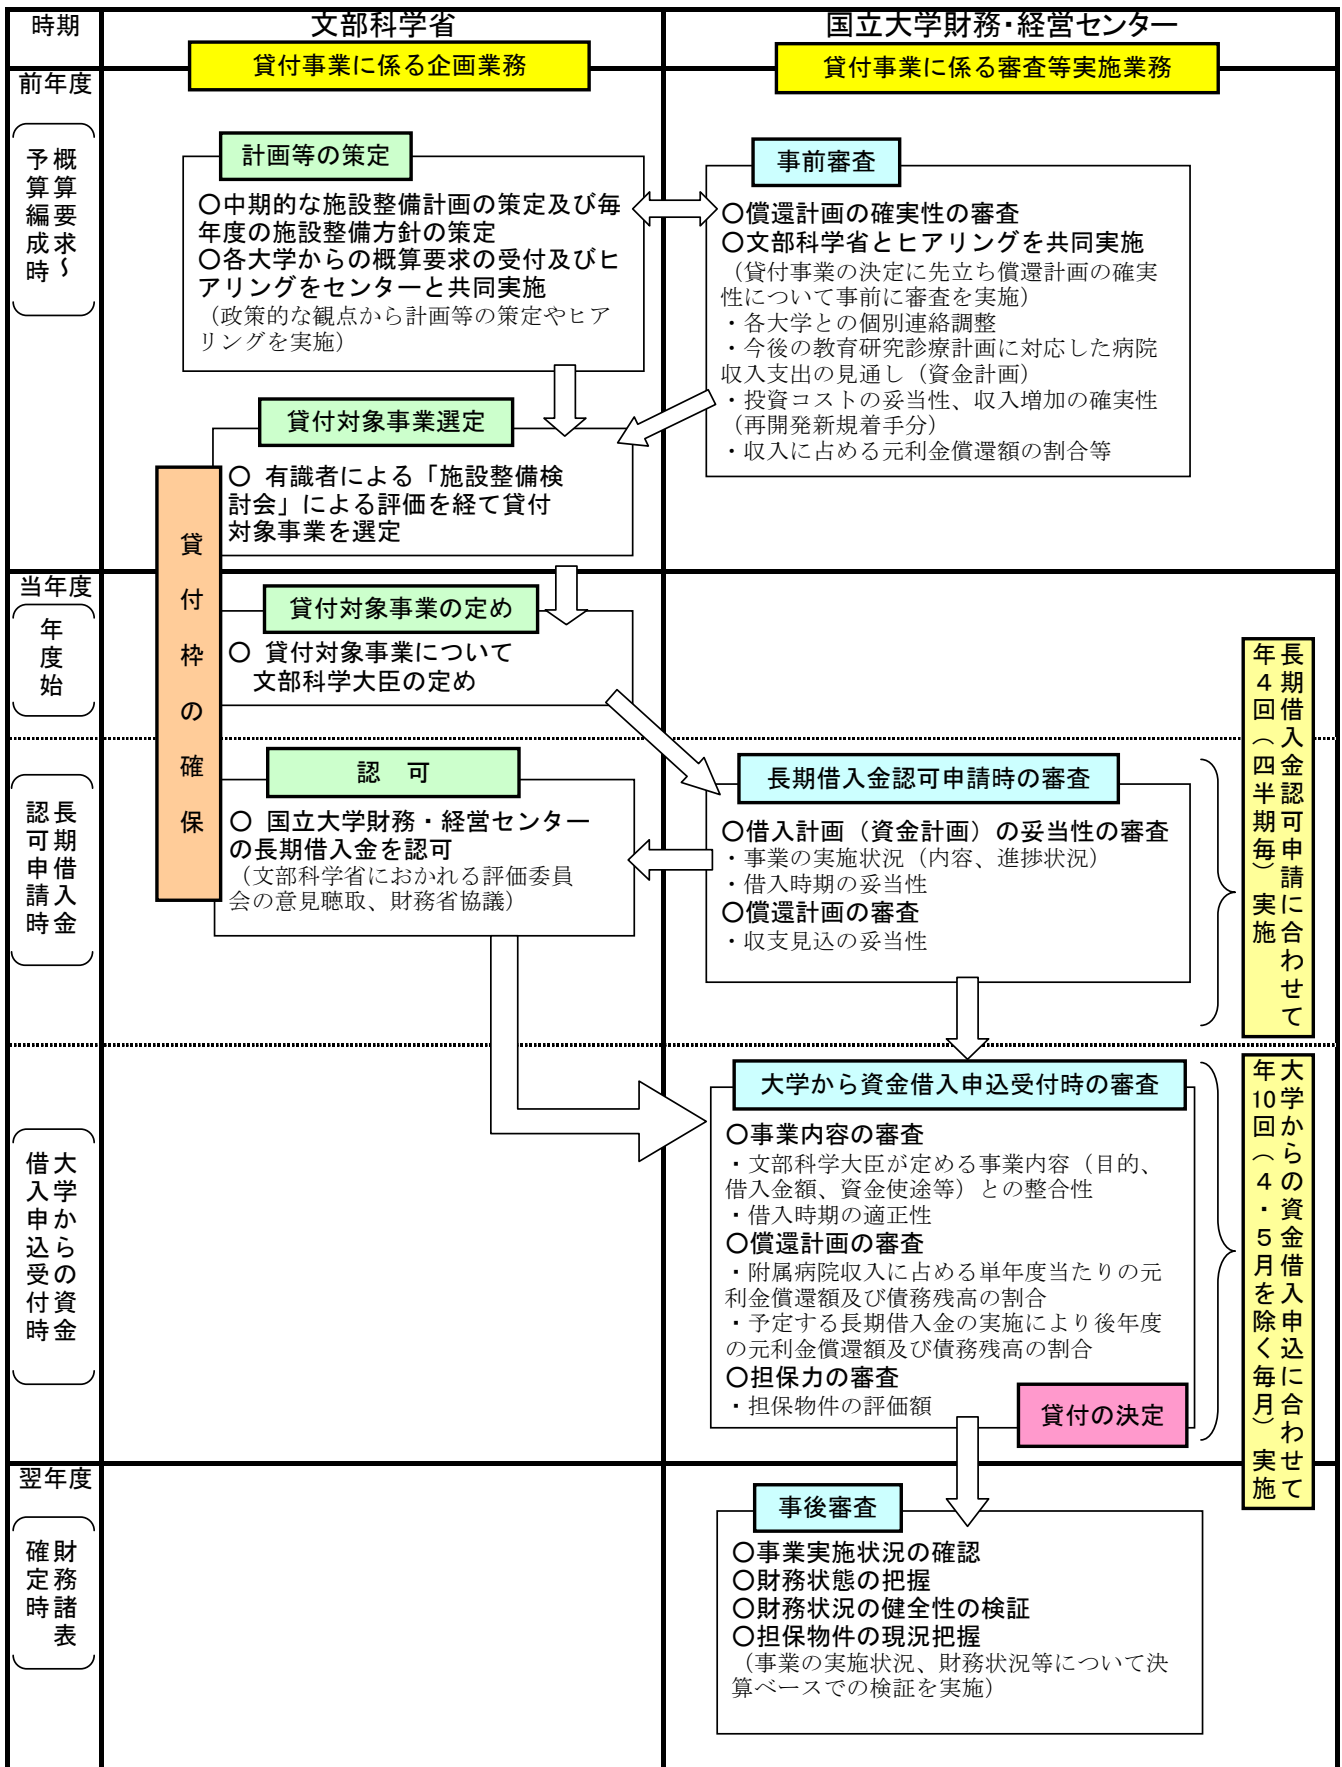 時期
文部科学省
国立大学財務・経営センター
貸付事業に係る企画業務
貸付事業に係る審査等実施業務
前年度
概算要求～
予算編成時
計画等の策定
○中期的な施設整備計画の策定及び毎
年度の施設整備方針の策定
○各大学からの概算要求の受付及びヒ
アリングをセンターと共同実施
（政策的な観点から計画等の策定やヒア
リングを実施）
事前審査
○償還計画の確実性の審査
○文部科学省とヒアリングを共同実施
（貸付事業の決定に先立ち償還計画の確実
性について事前に審査を実施）
・各大学との個別連絡調整
・今後の教育研究診療計画に対応した病院
収入支出の見通し（資金計画）
・投資コストの妥当性、収入増加の確実性
（再開発新規着手分）
・収入に占める元利金償還額の割合等
貸付対象事業選定
○ 有識者による「施設整備検
討会」による評価を経て貸付
対象事業を選定
貸付枠の確保
当年度
年度始
貸付対象事業の定め
○ 貸付対象事業について
文部科学大臣の定め
長期借入金
認可申請時
認 可
○ 国立大学財務・経営センター
の長期借入金を認可
（文部科学省におかれる評価委員
会の意見聴取、財務省協議）
長期借入金認可申請時の審査
○借入計画（資金計画）の妥当性の審査
・事業の実施状況（内容、進捗状況）
・借入時期の妥当性
○償還計画の審査
・収支見込の妥当性
長期借入金認可申請に合わせて
年４回（四半期毎）実施
大学からの資金
借入申込受付時
大学から資金借入申込受付時の審査
○事業内容の審査
・文部科学大臣が定める事業内容（目的、
借入金額、資金使途等）との整合性
・借入時期の適正性
○償還計画の審査
・附属病院収入に占める単年度当たりの元
利金償還額及び債務残高の割合
・予定する長期借入金の実施により後年度
の元利金償還額及び債務残高の割合
○担保力の審査
・担保物件の評価額
貸付の決定
大学からの資金借入申込に合わせて
年10回（４・５月を除く毎月）実施
翌年度
財務諸表
確定時
事後審査
○事業実施状況の確認
○財務状態の把握
○財務状況の健全性の検証
○担保物件の現況把握
（事業の実施状況、財務状況等について決
算ベースでの検証を実施）